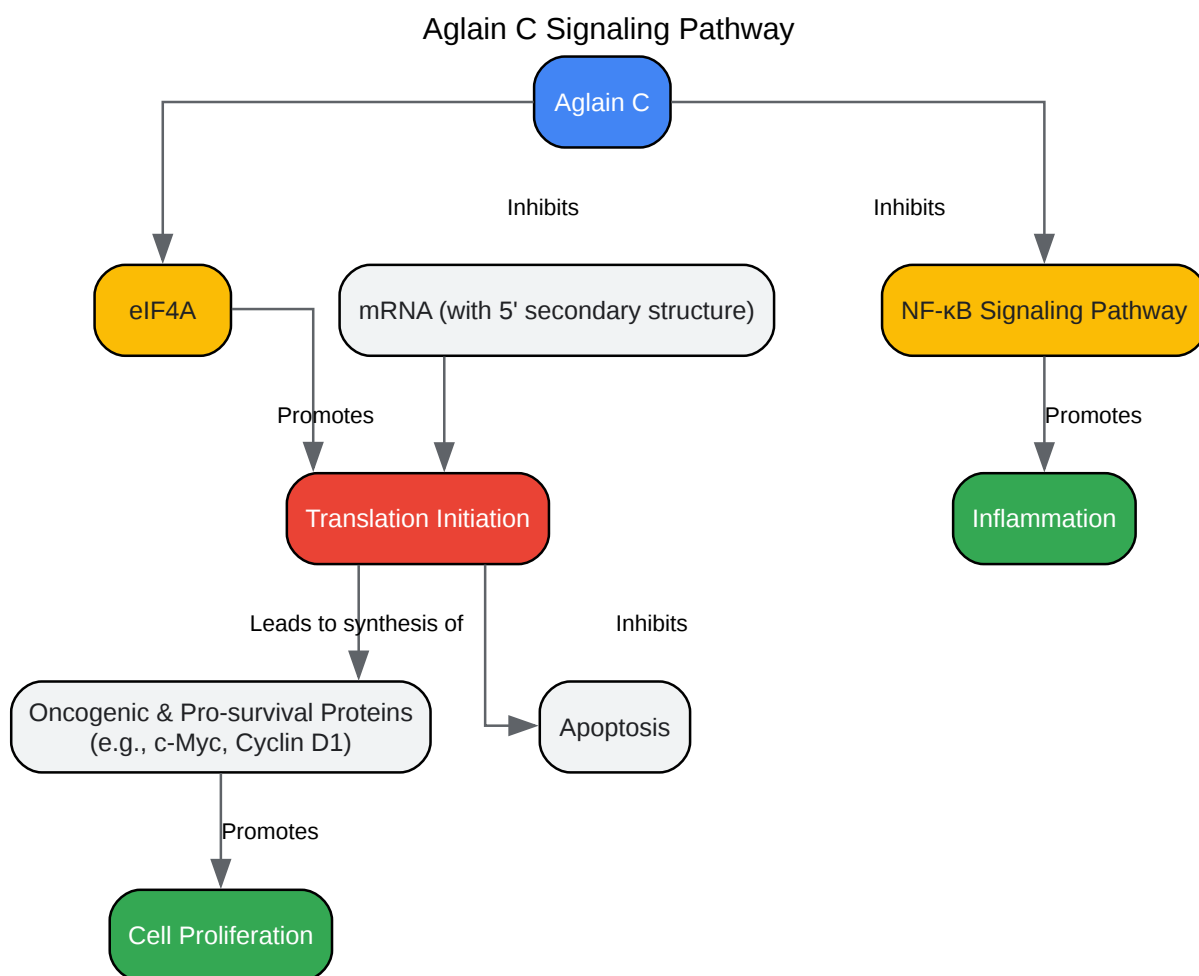 Aglain C Signaling Pathway
Aglain C
Inhibits
Inhibits
eIF4A
mRNA (with 5' secondary structure)
NF-κB Signaling Pathway
Promotes
Promotes
Translation Initiation
Inflammation
Leads to synthesis of
Inhibits
Oncogenic & Pro-survival Proteins
(e.g., c-Myc, Cyclin D1)
Apoptosis
Promotes
Cell Proliferation